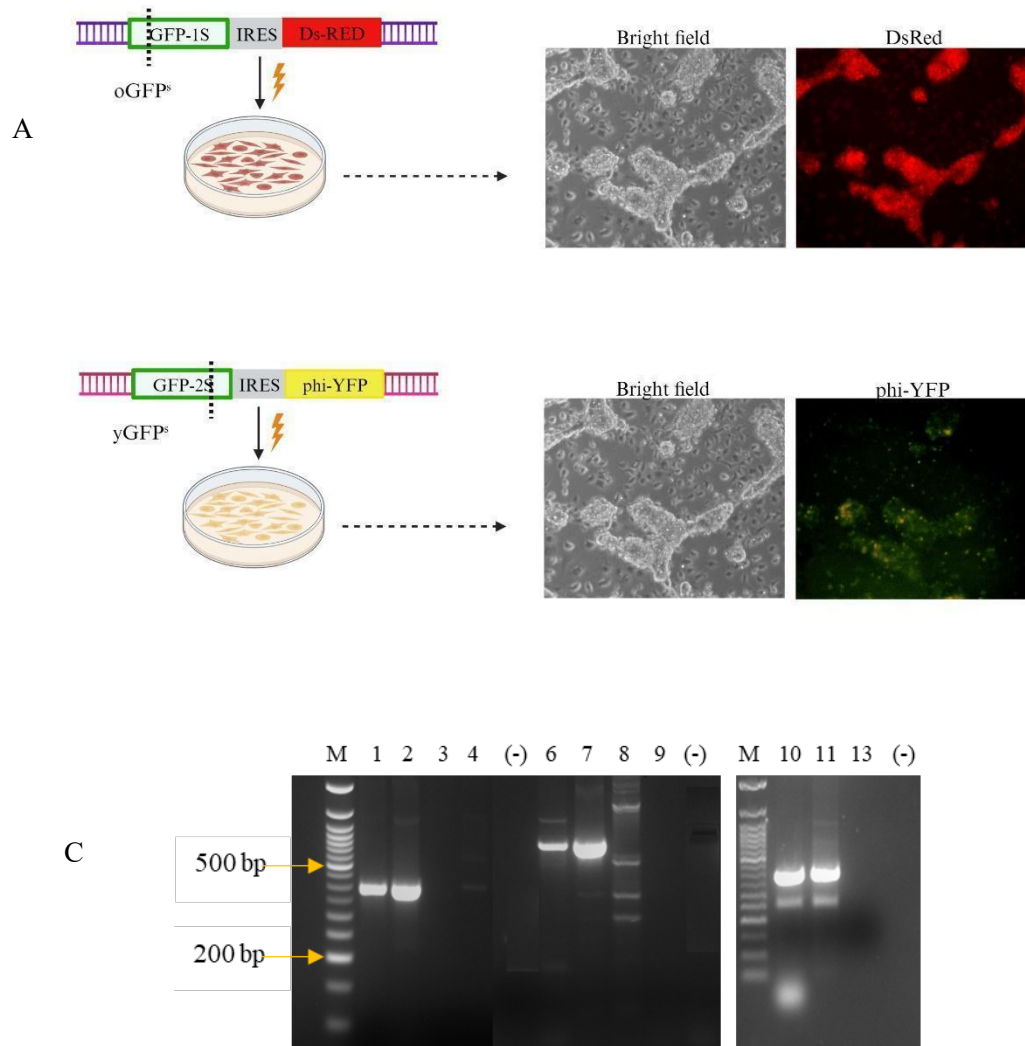 A
GFP-1S IRES Ds-RED
oGFPˢ
Bright field DsRed
GFP-2S IRES phi-YFP
yGFPˢ
Bright field phi-YFP
C
M 1 2 3 4 (-) 6 7 8 9 (-) M 10 11 13 (-)
500 bp
200 bp